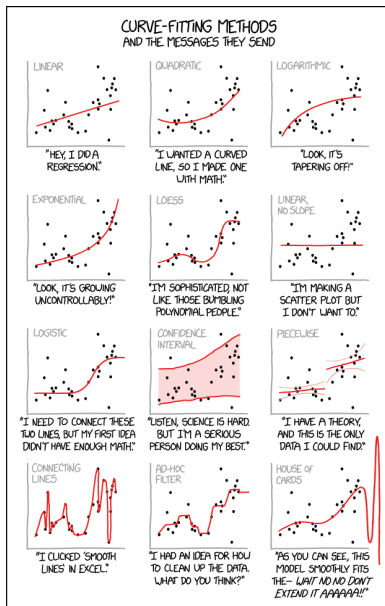 CURVE-FITTING METHODS
AND THE MESSAGES THEY SEND
LINEAR
"HEY, I DID A
REGRESSION."
QUADRATIC
"I WANTED A CURVED
LINE, SO I MADE ONE
WITH MATH."
LOGARITHMIC
"LOOK, IT'S
TAPERING OFF!"
EXPONENTIAL
"LOOK, IT'S GROWING
UNCONTROLLABLY!"
LOESS
"I'M SOPHISTICATED, NOT
LIKE THOSE BUMBLING
POLYNOMIAL PEOPLE."
LINEAR,
NO SLOPE
"I'M MAKING A
SCATTER PLOT BUT
I DON'T WANT TO."
LOGISTIC
"I NEED TO CONNECT THESE
TWO LINES, BUT MY FIRST IDEA
DIDN'T HAVE ENOUGH MATH."
CONFIDENCE
INTERVAL
"LISTEN, SCIENCE IS HARD.
BUT I'M A SERIOUS
PERSON DOING MY BEST."
PIECEWISE
"I HAVE A THEORY,
AND THIS IS THE ONLY
DATA I COULD FIND."
CONNECTING
LINES
"I CLICKED 'SMOOTH
LINES' IN EXCEL."
AD-HOC
FILTER
"I HAD AN IDEA FOR HOW
TO CLEAN UP THE DATA.
WHAT DO YOU THINK?"
HOUSE OF
CARDS
"AS YOU CAN SEE, THIS
MODEL SMOOTHLY FITS
THE- WAIT NO NO DON'T
EXTEND IT AAAAAA!!"